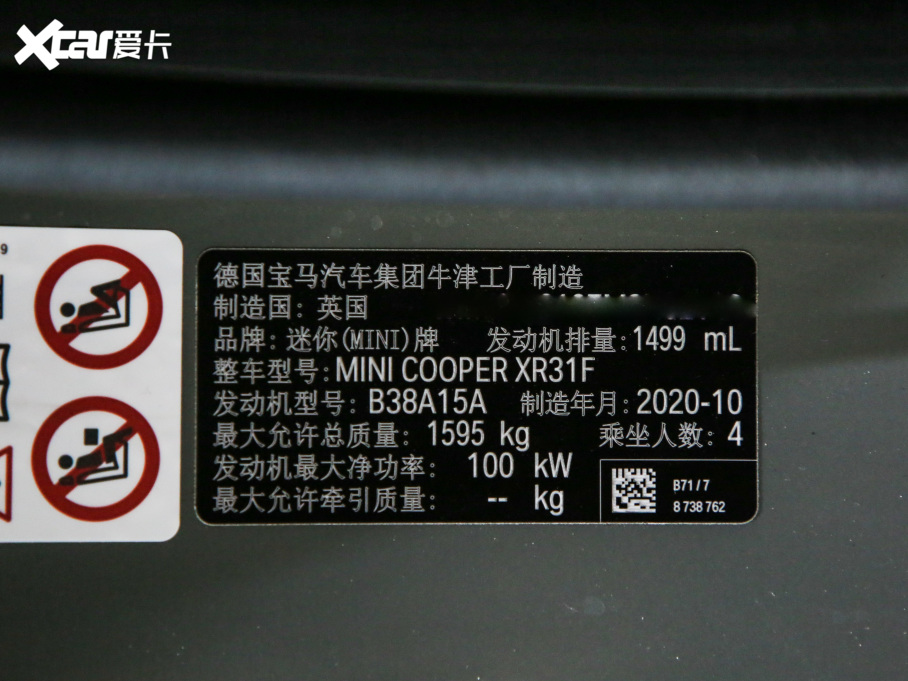 Xcar爱卡
9
德国宝马汽车集团牛津工厂制造
制造国: 英国
品牌: 迷你(MINI)牌 发动机排量: 1499 mL
整车型号: MINI COOPER XR31F
发动机型号: B38A15A 制造年月: 2020-10
最大允许总质量: 1595 kg 乘坐人数: 4
发动机最大净功率: 100 kW
最大允许牵引质量: -- kg
B71 / 7
8 738 762